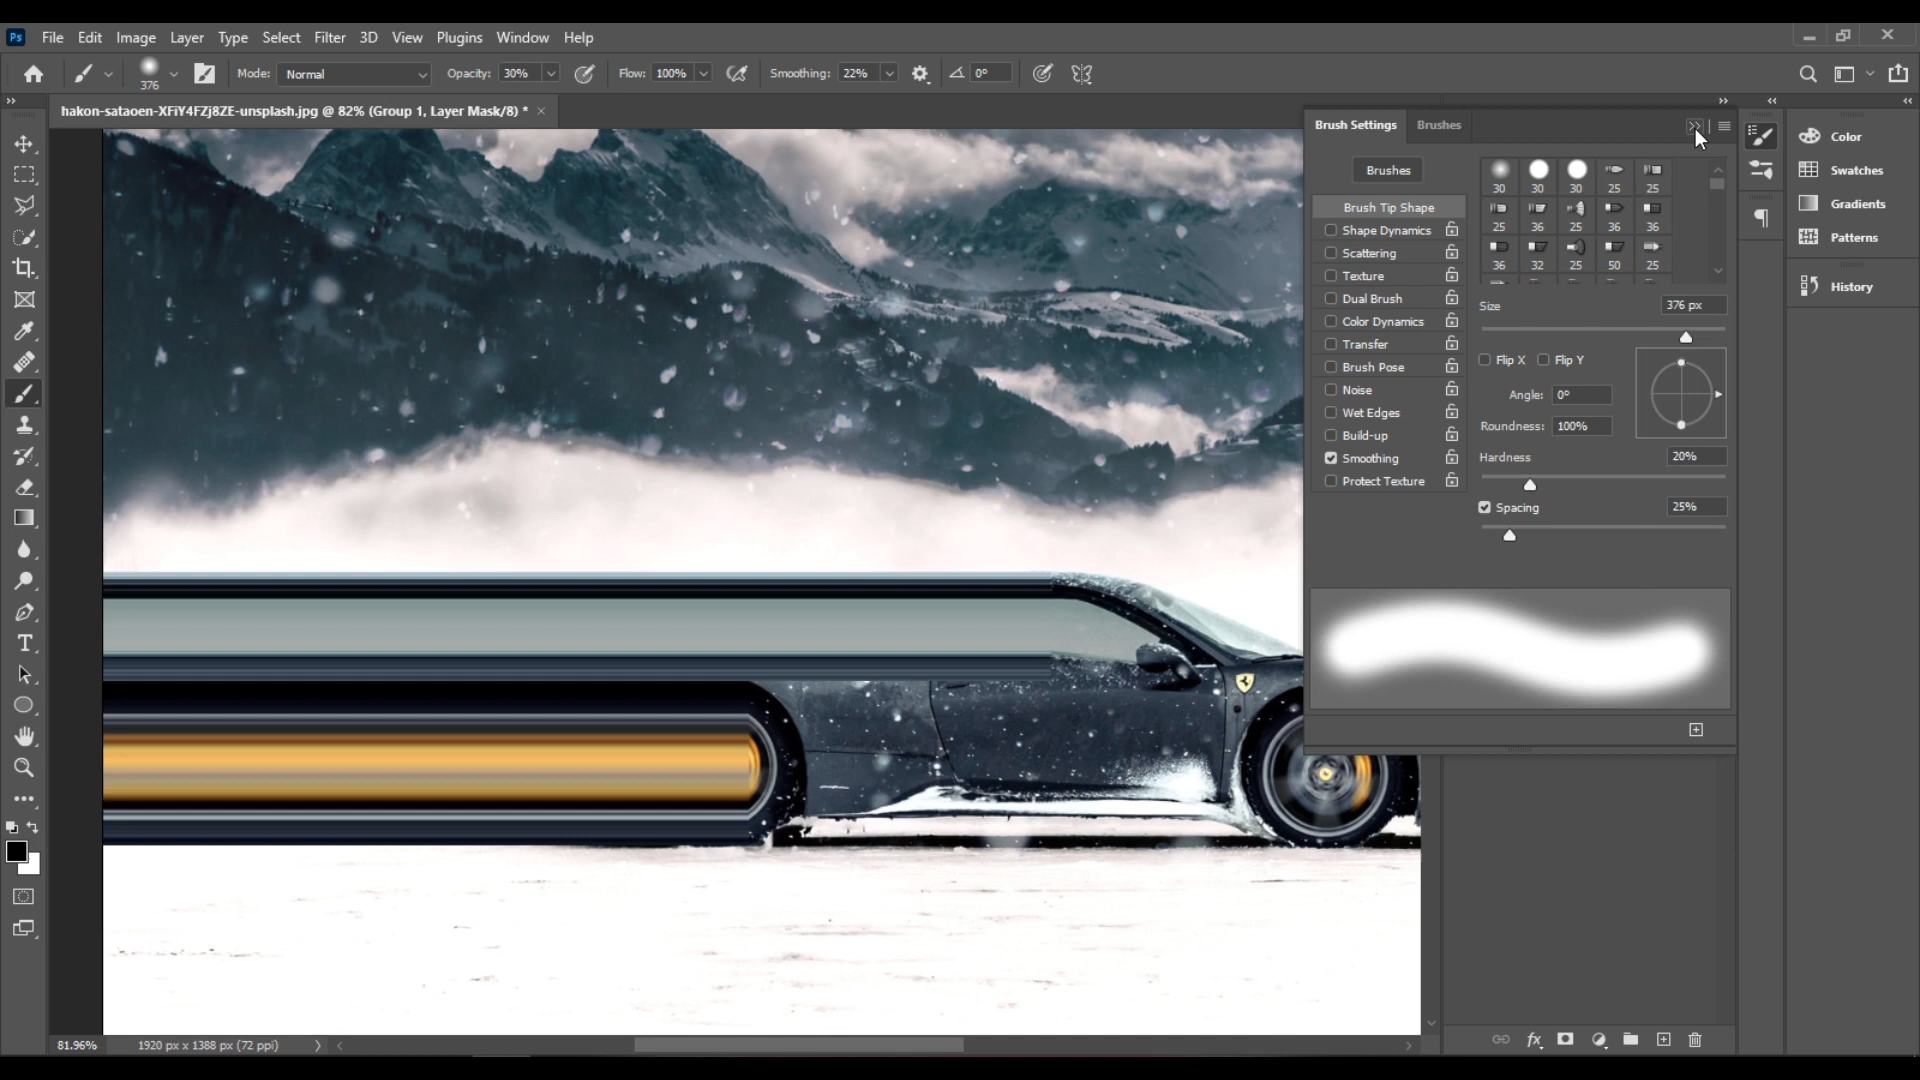 Ps File Edit Image Layer Type Select Filter 3D View Plugins Window Help
376 Mode: Normal Opacity: 30% Flow: 100% Smoothing: 22% 0°
hakon-sataoen-XFiY4FZj8ZE-unsplash.jpg @ 82% (Group 1, Layer Mask/8) *
Brush Settings Brushes
Brushes
Brush Tip Shape
Shape Dynamics
Scattering
Texture
Dual Brush
Color Dynamics
Transfer
Brush Pose
Noise
Wet Edges
Build-up
Smoothing
Protect Texture
30 30 30 25 25
25 36 25 36 36
36 32 25 50 25
Size 376 px
Flip X Flip Y
Angle: 0°
Roundness: 100%
Hardness 20%
Spacing 25%
Color
Swatches
Gradients
Patterns
History
81.96% 1920 px x 1388 px (72 ppi)